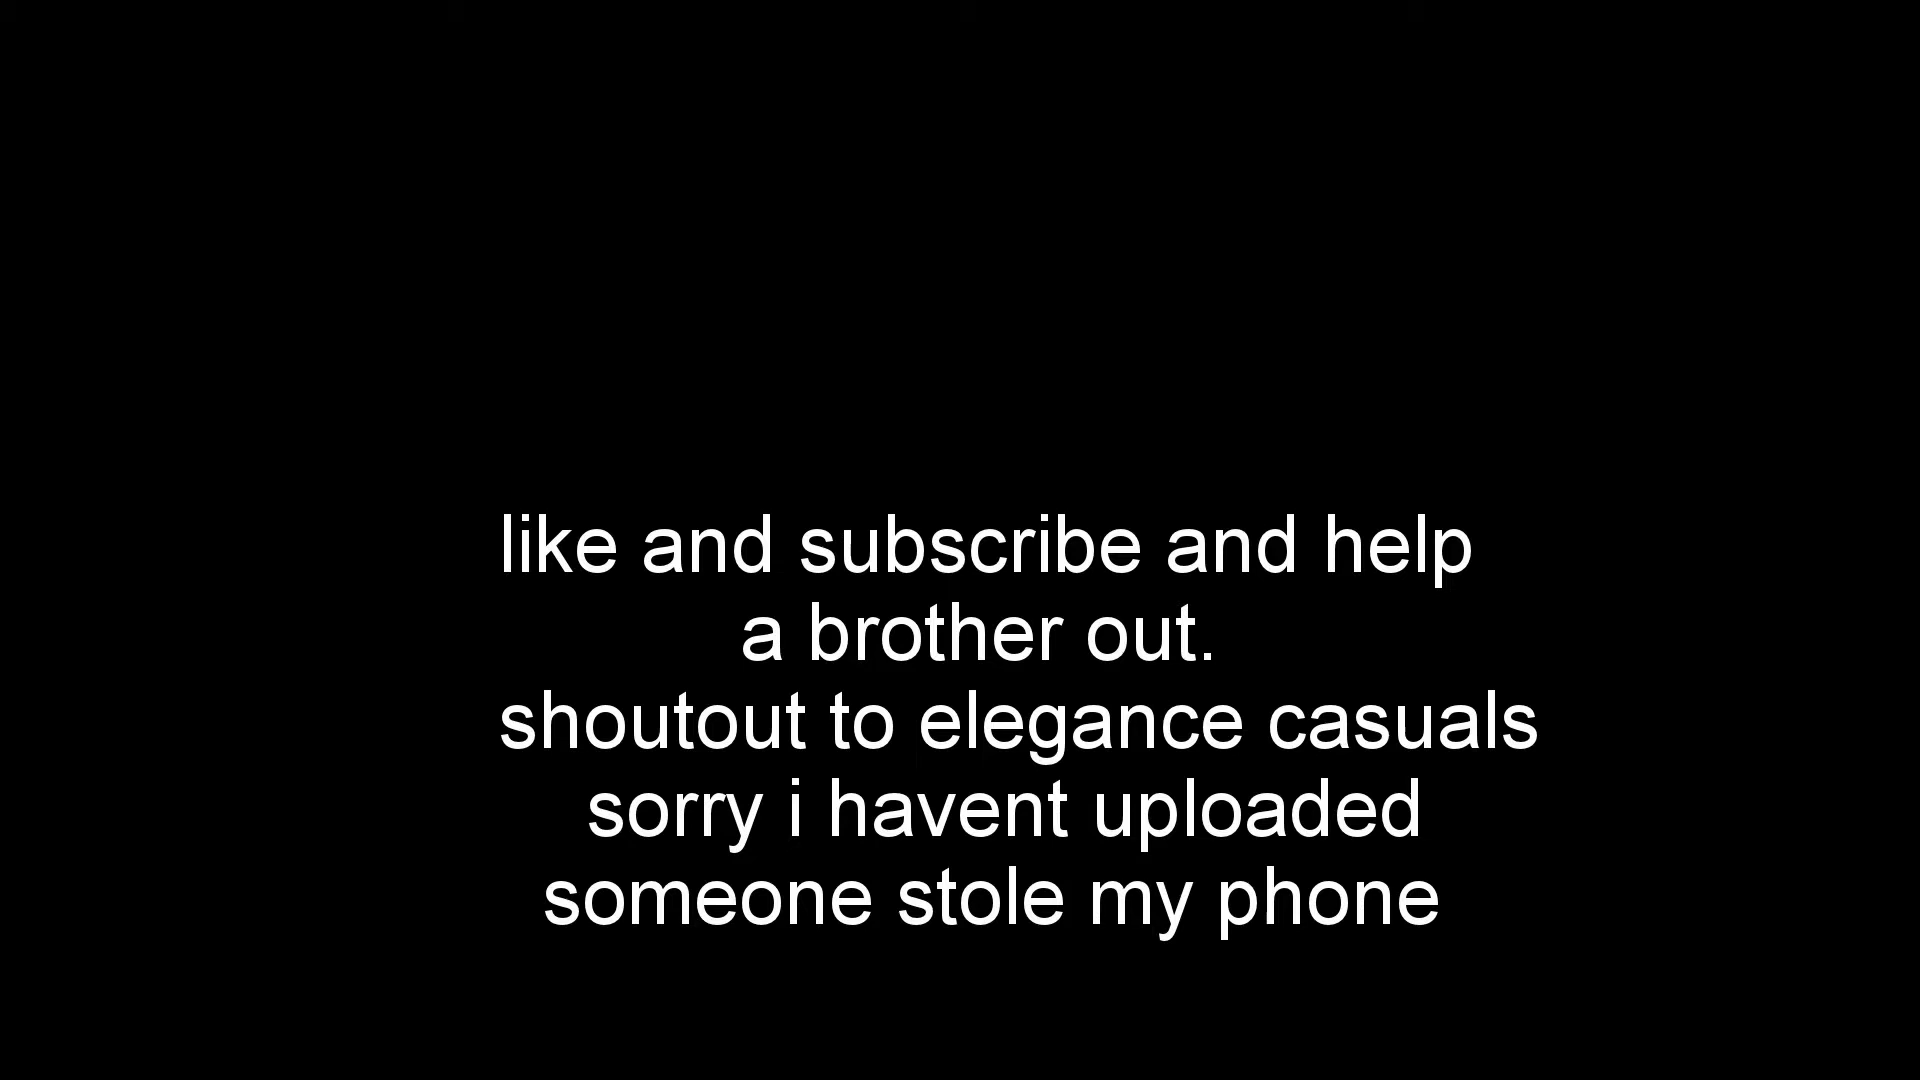 like and subscribe and help
a brother out.
shoutout to elegance casuals
sorry i havent uploaded
someone stole my phone